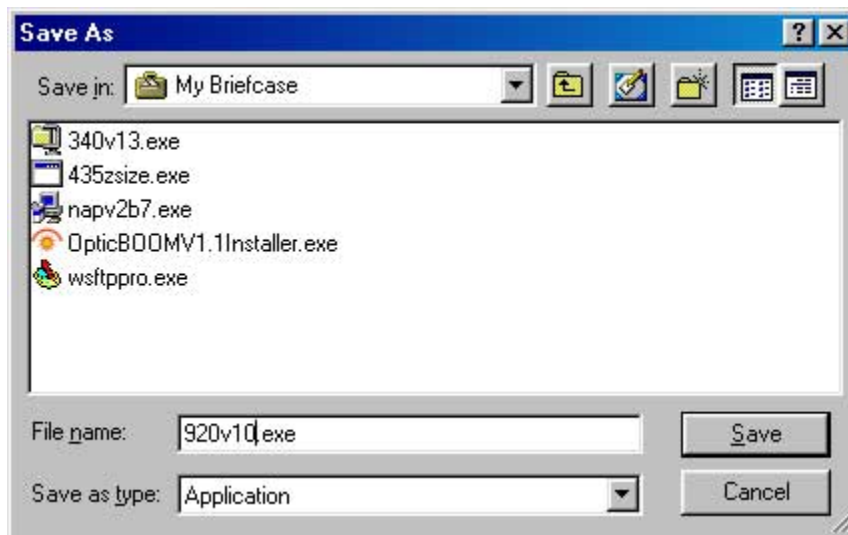 Save As
Save in: My Briefcase
340v13.exe
435zsize.exe
napv2b7.exe
OpticBOOMV1.1Installer.exe
wsftppro.exe
File name: 920v10.exe Save
Save as type: Application Cancel